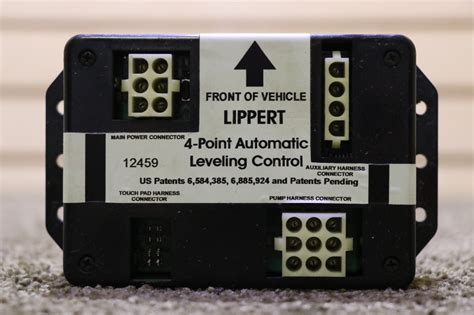 FRONT OF VEHICLE
LIPPERT
MAIN POWER CONNECTOR
4-Point Automatic
Leveling Control
12459
AUXILIARY HARNESS
CONNECTOR
US Patents 6,584,385, 6,885,924 and Patents Pending
TOUCH PAD HARNESS
CONNECTOR
PUMP HARNESS CONNECTOR